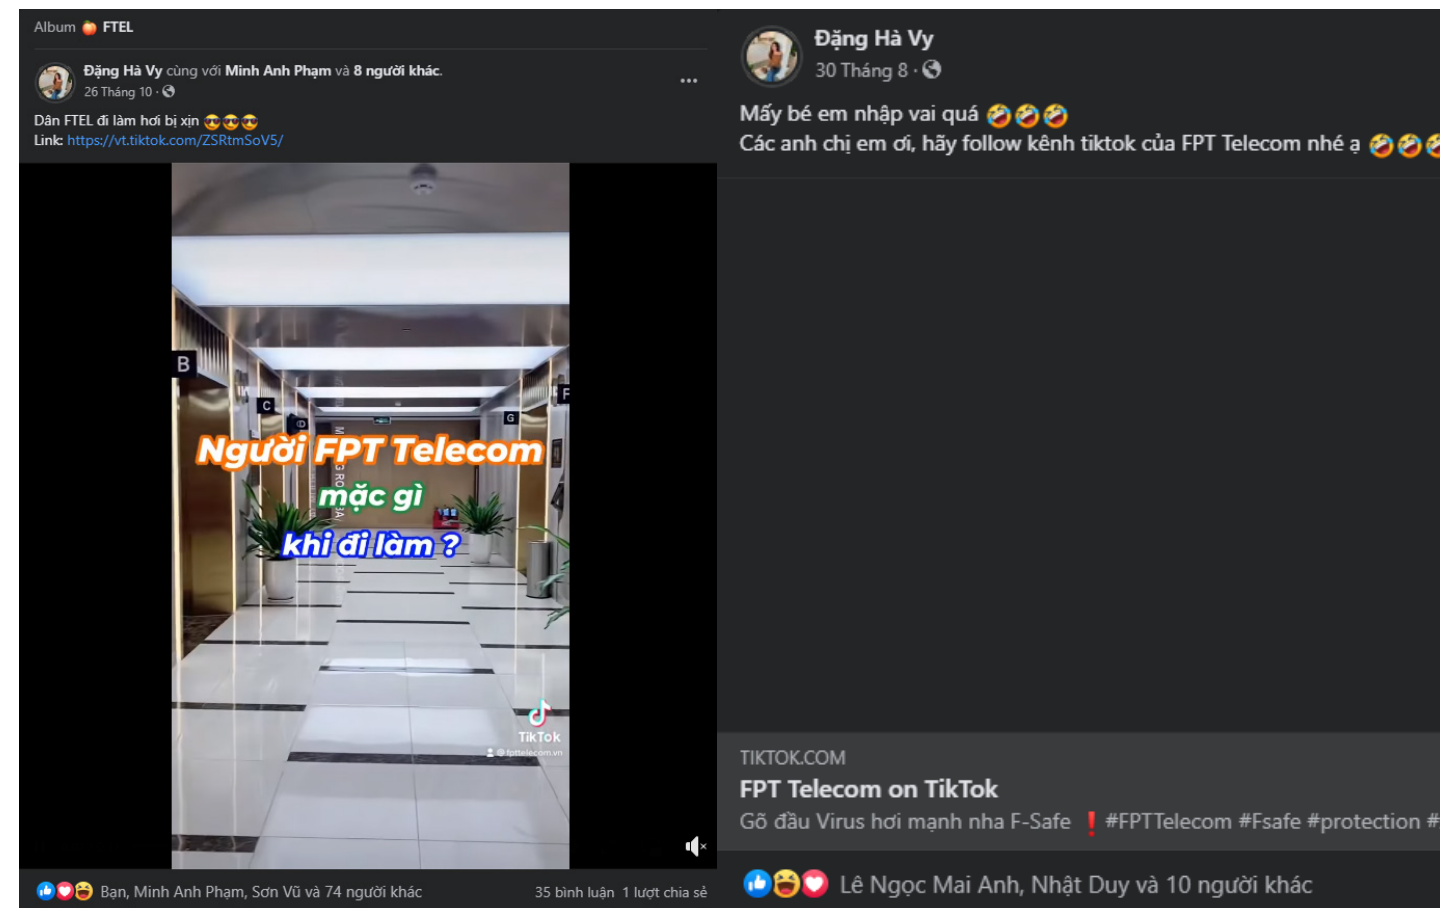 Album 🍑 FTEL
Đặng Hà Vy cùng với Minh Anh Phạm và 8 người khác.
26 Tháng 10 ·
Dân FTEL đi làm hơi bị xịn 😎😎😎
Link: https://vt.tiktok.com/ZSRtmSoV5/
B
C
D
F
G
Người FPT Telecom
mặc gì
khi đi làm ?
TikTok
@fpttelecom.vn
Bạn, Minh Anh Phạm, Sơn Vũ và 74 người khác
35 bình luận 1 lượt chia sẻ
Đặng Hà Vy
30 Tháng 8 ·
Mấy bé em nhập vai quá 🤣🤣🤣
Các anh chị em ơi, hãy follow kênh tiktok của FPT Telecom nhé ạ 🤣🤣🤣
TIKTOK.COM
FPT Telecom on TikTok
Gõ đầu Virus hơi mạnh nha F-Safe ❗ #FPTTelecom #Fsafe #protection #
Lê Ngọc Mai Anh, Nhật Duy và 10 người khác